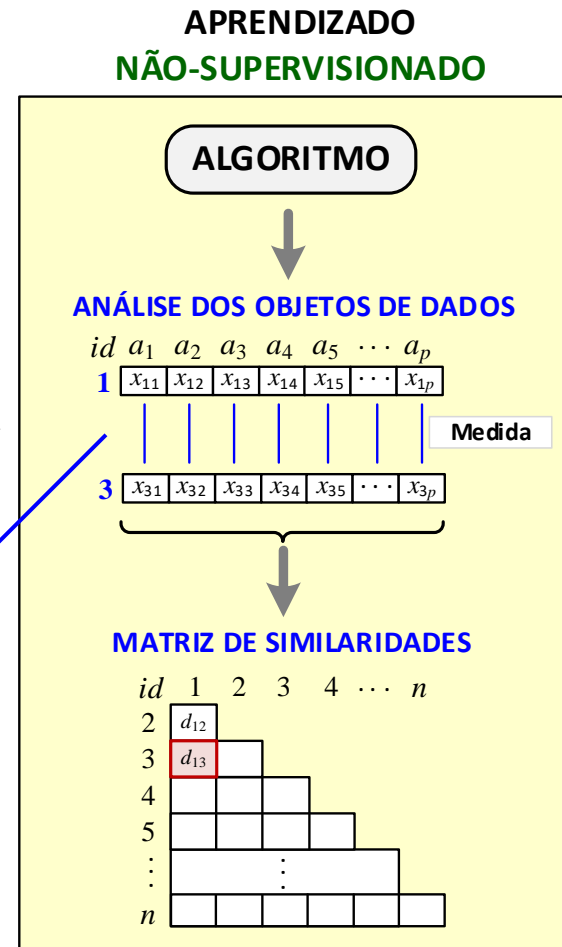 APRENDIZADO
NÃO-SUPERVISIONADO
ALGORITMO
ANÁLISE DOS OBJETOS DE DADOS
id a1 a2 a3 a4 a5 ⋯ ap
1 x11 x12 x13 x14 x15 ⋯ x1p
Medida
3 x31 x32 x33 x34 x35 ⋯ x3p
MATRIZ DE SIMILARIDADES
id 1 2 3 4 ⋯ n
2 d12
3 d13
4
5
⋮ ⋮
n